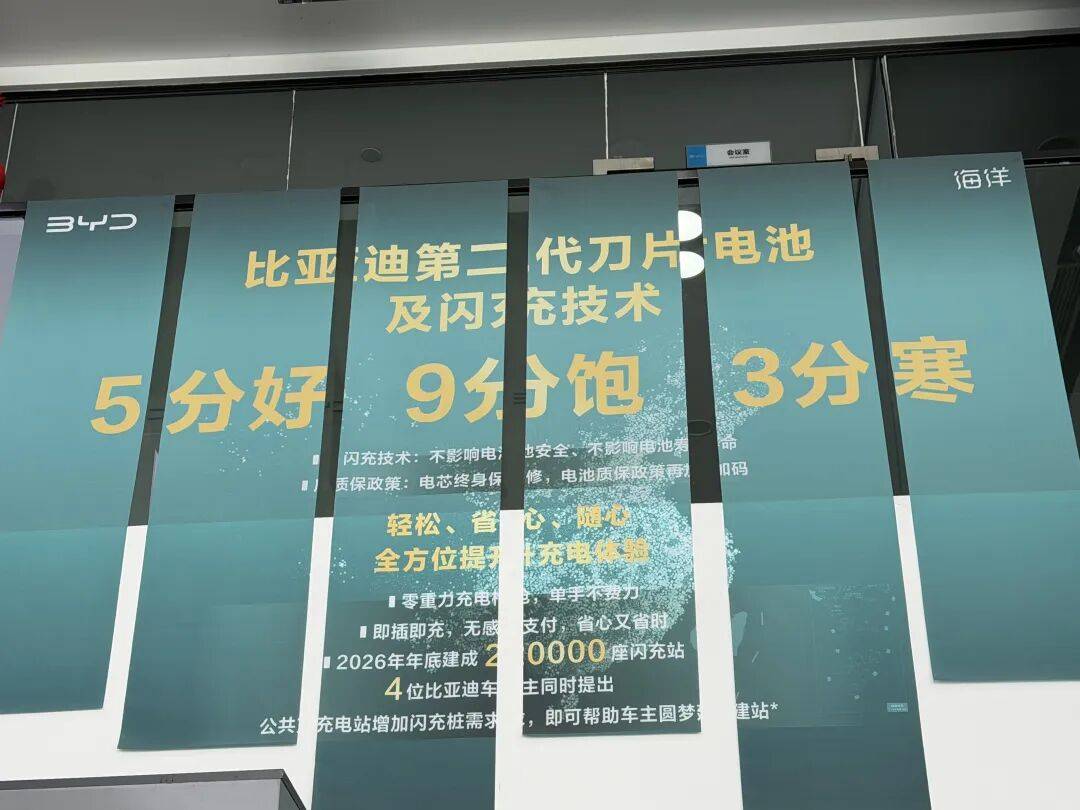 会议室
BYD
海洋
比亚迪第二代刀片电池
及闪充技术
5分好 9分饱 3分寒
闪充技术：不影响电池安全、不影响电池寿命
质保政策：电芯终身保修，电池质保政策再加码
轻松、省心、随心
全方位提升充电体验
零重力充电枪，单手不费力
即插即充，无感支付，省心又省时
2026年年底建成20000座闪充站
4位比亚迪车主同时提出
公共充电站增加闪充桩需求，即可帮助车主圆梦建站*